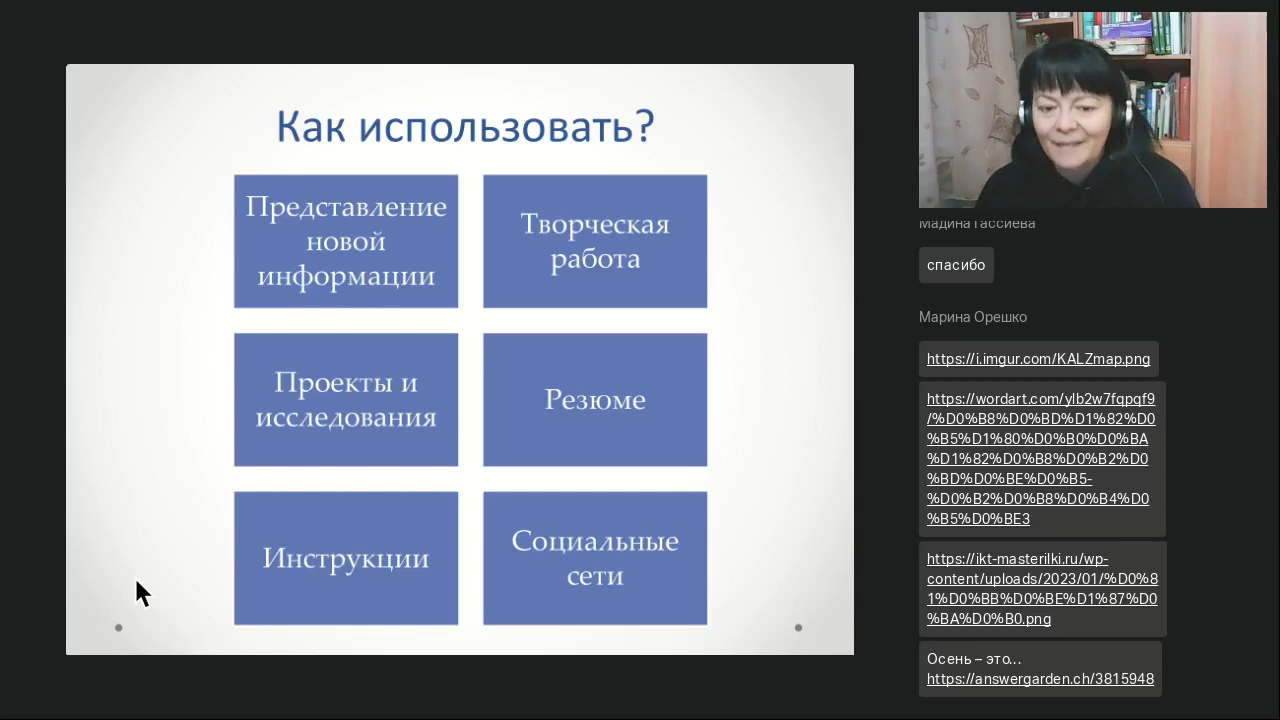 Как использовать?
Представление
новой
информации
Творческая
работа
Проекты и
исследования
Резюме
Инструкции
Социальные
сети
Мадина Гассиева
спасибо
Марина Орешко
https://i.imgur.com/KALZmap.png
https://wordart.com/ylb2w7fqpqf9
/%D0%B8%D0%BD%D1%82%D0
%B5%D1%80%D0%B0%D0%BA
%D1%82%D0%B8%D0%B2%D0
%BD%D0%BE%D0%B5-
%D0%B2%D0%B8%D0%B4%D0
%B5%D0%BE3
https://ikt-masterilki.ru/wp-
content/uploads/2023/01/%D0%8
1%D0%BB%D0%BE%D1%87%D0
%BA%D0%B0.png
Осень – это...
https://answergarden.ch/3815948